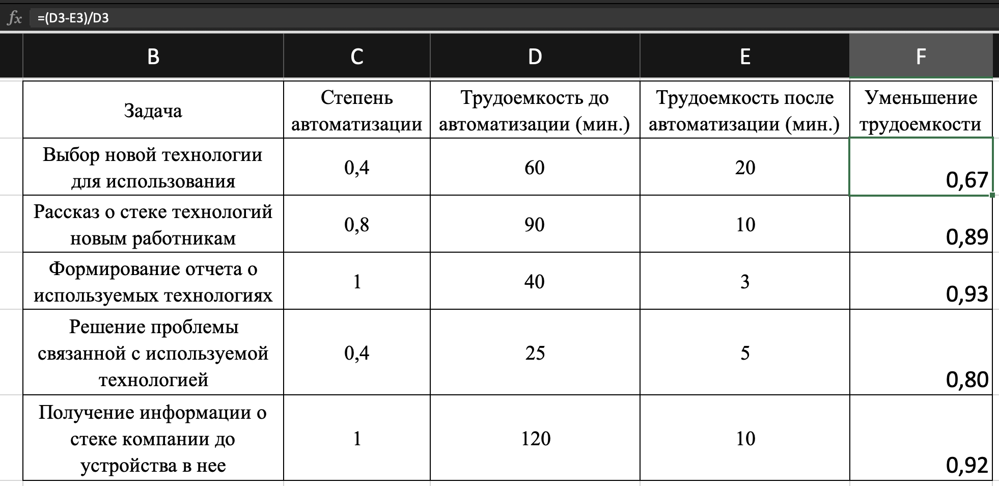 fx =(D3-E3)/D3
B C D E F
Задача
Степень
автоматизации
Трудоемкость до
автоматизации (мин.)
Трудоемкость после
автоматизации (мин.)
Уменьшение
трудоемкости
Выбор новой технологии
для использования
0,4
60
20
0,67
Рассказ о стеке технологий
новым работникам
0,8
90
10
0,89
Формирование отчета о
используемых технологиях
1
40
3
0,93
Решение проблемы
связанной с используемой
технологией
0,4
25
5
0,80
Получение информации о
стеке компании до
устройства в нее
1
120
10
0,92